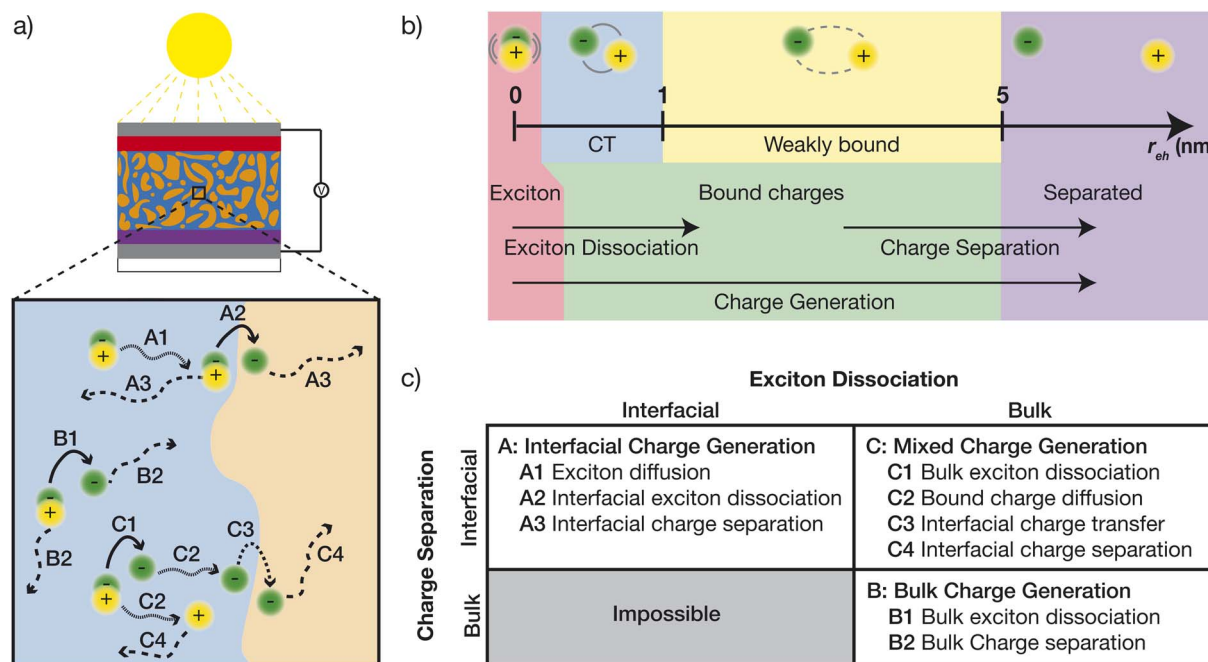 a)
V
A1
A2
A3
A3
B1
B2
B2
C1
C2
C3
C4
C2
C4
b)
0
1
5
CT
Weakly bound
r_eh (nm
Exciton
Bound charges
Separated
Exciton Dissociation
Charge Separation
Charge Generation
c)
Exciton Dissociation
Interfacial
Bulk
Charge Separation
Interfacial
A: Interfacial Charge Generation
A1 Exciton diffusion
A2 Interfacial exciton dissociation
A3 Interfacial charge separation
C: Mixed Charge Generation
C1 Bulk exciton dissociation
C2 Bound charge diffusion
C3 Interfacial charge transfer
C4 Interfacial charge separation
Bulk
Impossible
B: Bulk Charge Generation
B1 Bulk exciton dissociation
B2 Bulk Charge separation